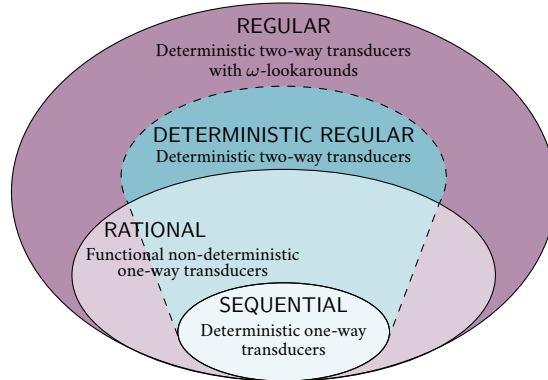 REGULAR
Deterministic two-way transducers
with ω-lookarounds
DETERMINISTIC REGULAR
Deterministic two-way transducers
RATIONAL
Functional non-deterministic
one-way transducers
SEQUENTIAL
Deterministic one-way
transducers